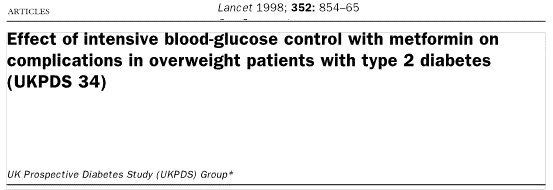 ARTICLES
Lancet 1998; 352: 854–65
Effect of intensive blood-glucose control with metformin on
complications in overweight patients with type 2 diabetes
(UKPDS 34)
UK Prospective Diabetes Study (UKPDS) Group*